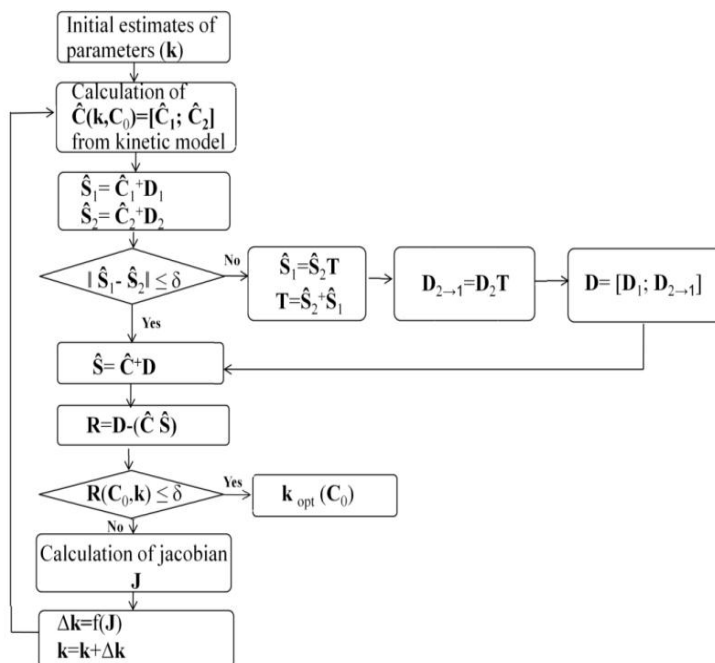 Initial estimates of
parameters (k)
Calculation of
Ĉ(k,C₀)=[Ĉ₁; Ĉ₂]
from kinetic model
Ŝ₁= Ĉ₁⁺D₁
Ŝ₂= Ĉ₂⁺D₂
‖ Ŝ₁- Ŝ₂‖ ≤ δ
No
Ŝ₁=Ŝ₂T
T=Ŝ₂⁺Ŝ₁
D₂→₁=D₂T
D= [D₁; D₂→₁]
Yes
Ŝ= Ĉ⁺D
R=D-(Ĉ Ŝ)
R(C₀,k) ≤ δ
Yes
k opt (C₀)
No
Calculation of jacobian
J
Δk=f(J)
k=k+Δk